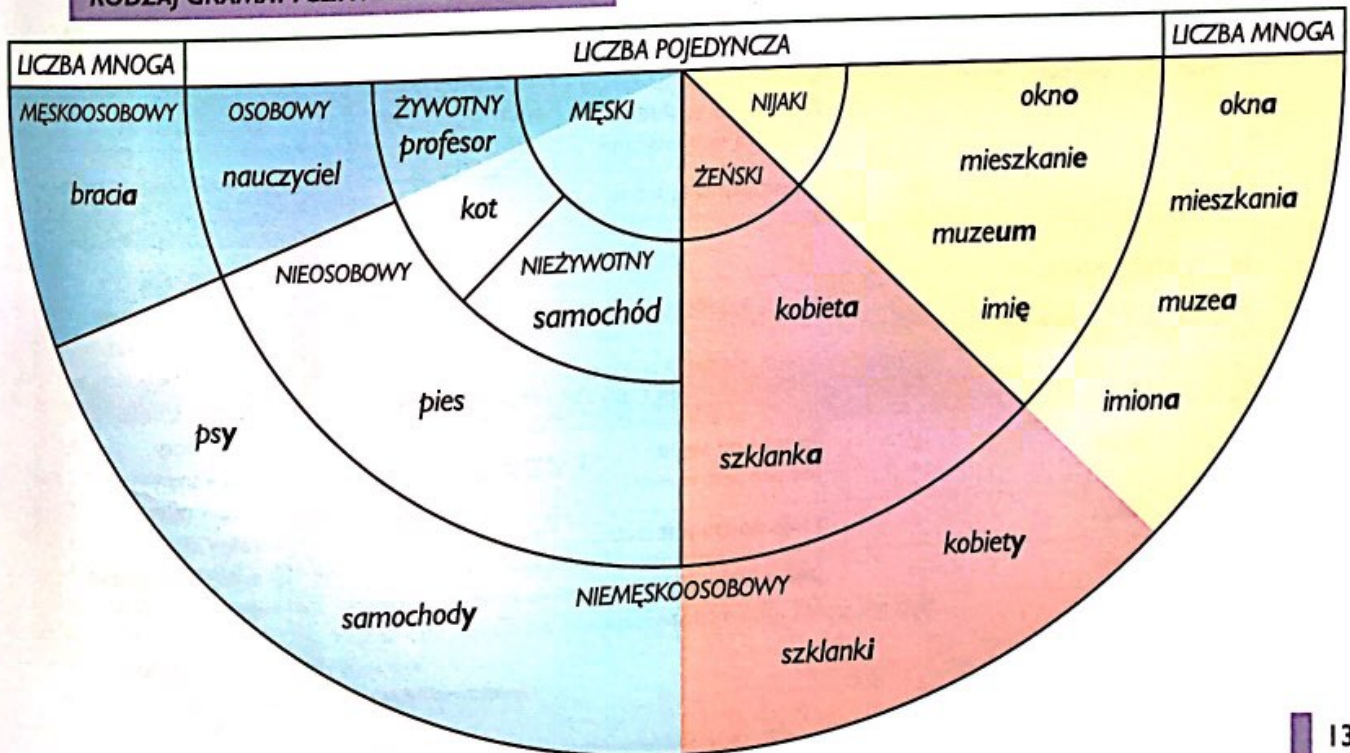 LICZBA MNOGA
LICZBA POJEDYNCZA
LICZBA MNOGA
MĘSKOOSOBOWY
OSOBOWY
ŻYWOTNY
MĘSKI
NIJAKI
ŻEŃSKI
bracia
nauczyciel
profesor
kot
NIEOSOBOWY
NIEŻYWOTNY
samochód
pies
psy
samochody
NIEMĘSKOOSOBOWY
kobieta
szklanka
kobiety
szklanki
okno
mieszkanie
muzeum
imię
okna
mieszkania
muzea
imiona
13